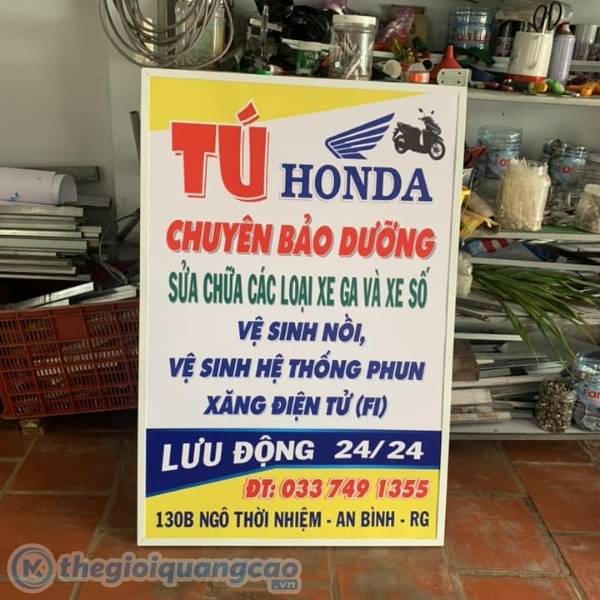 TÚ
HONDA
CHUYÊN BẢO DƯỠNG
SỬA CHỮA CÁC LOẠI XE GA VÀ XE SỐ
VỆ SINH NỒI,
VỆ SINH HỆ THỐNG PHUN
XĂNG ĐIỆN TỬ (FI)
LƯU ĐỘNG 24/24
ĐT: 033 749 1355
130B NGÔ THỜI NHIỆM - AN BÌNH - RG
thegioiquangcao.vn